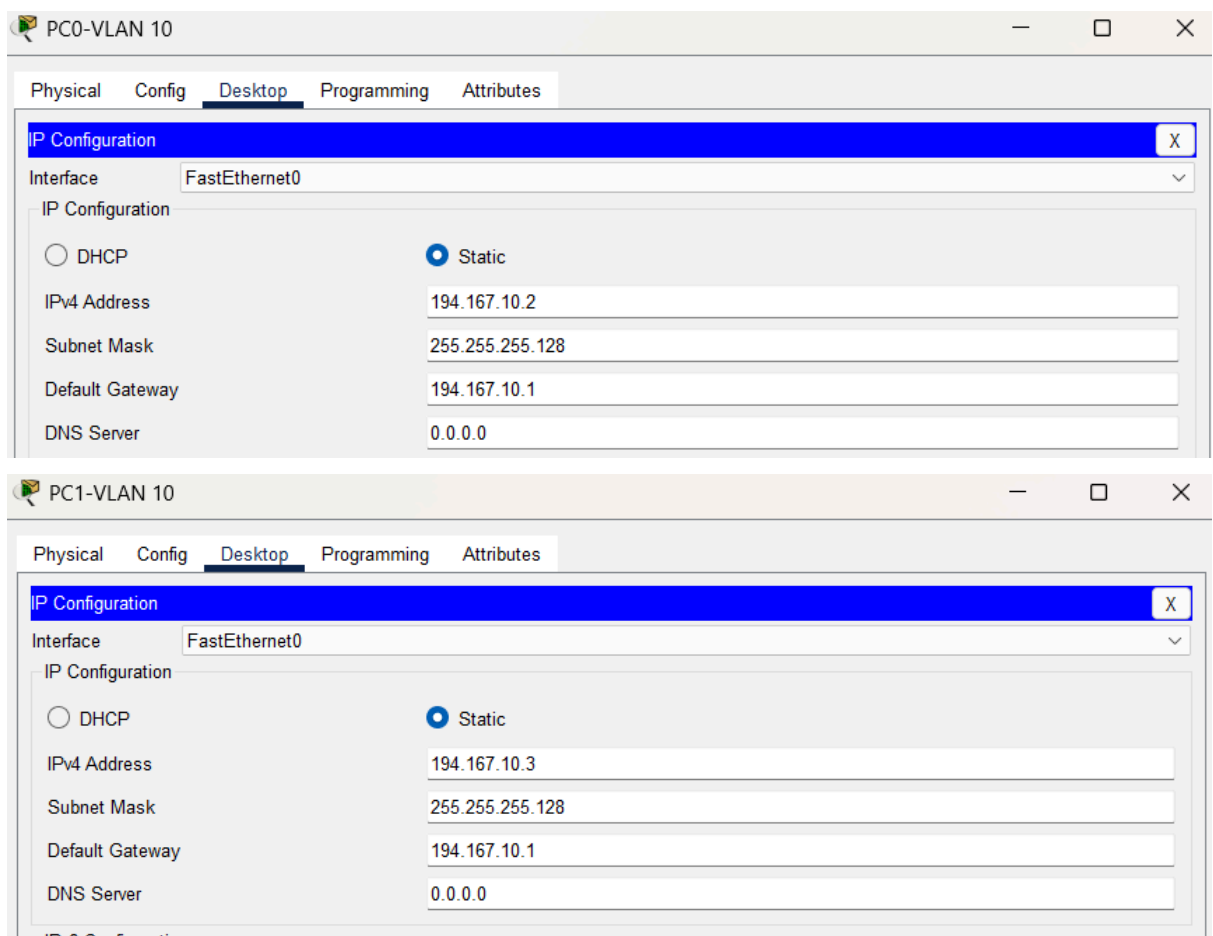 PC0-VLAN 10
Physical Config Desktop Programming Attributes
IP Configuration X
Interface FastEthernet0
IP Configuration
DHCP Static
IPv4 Address 194.167.10.2
Subnet Mask 255.255.255.128
Default Gateway 194.167.10.1
DNS Server 0.0.0.0
PC1-VLAN 10
Physical Config Desktop Programming Attributes
IP Configuration X
Interface FastEthernet0
IP Configuration
DHCP Static
IPv4 Address 194.167.10.3
Subnet Mask 255.255.255.128
Default Gateway 194.167.10.1
DNS Server 0.0.0.0